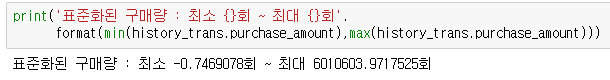 print('표준화된 구매량 : 최소 {}회 ~ 최대 {}회'.
format(min(history_trans.purchase_amount),max(history_trans.purchase_amount)))
표준화된 구매량 : 최소 -0.7469078회 ~ 최대 6010603.9717525회